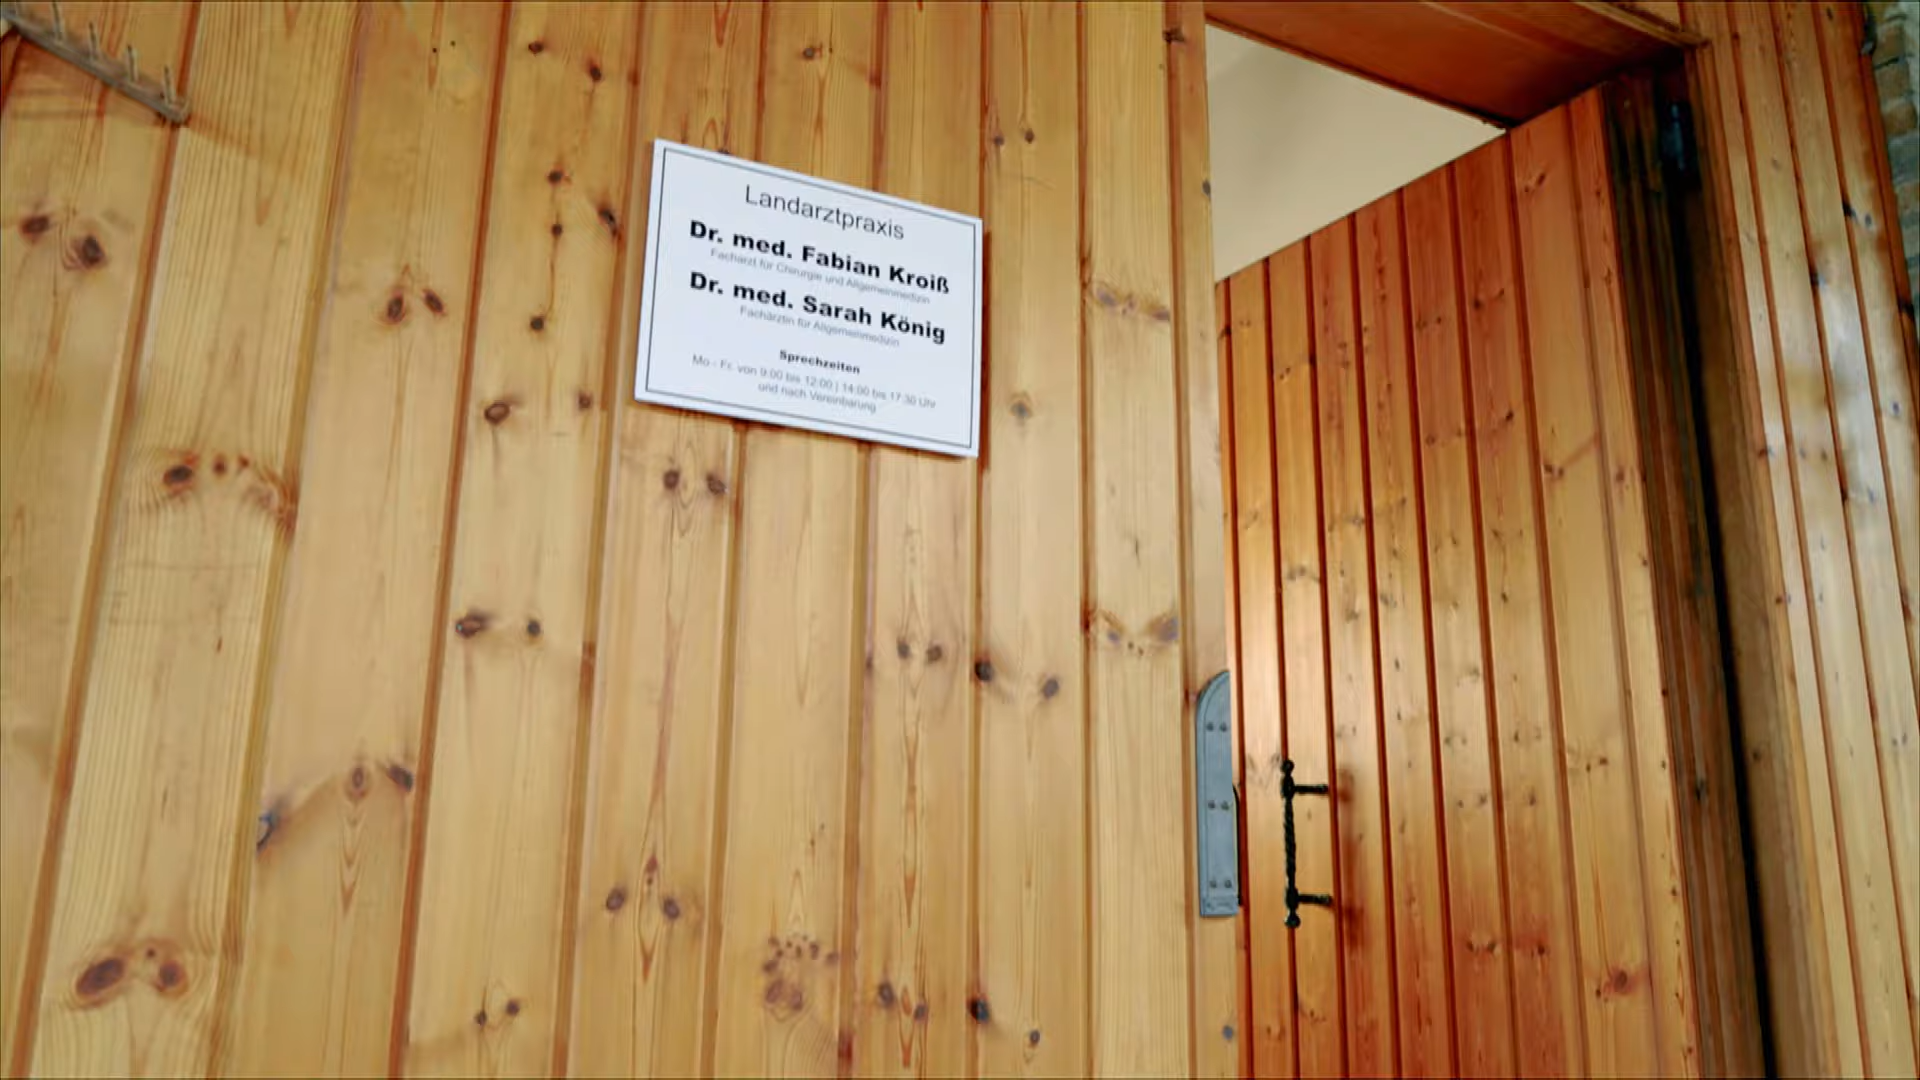 Landarztpraxis
Dr. med. Fabian Kroiß
Facharzt für Chirurgie und Allgemeinmedizin
Dr. med. Sarah König
Fachärztin für Allgemeinmedizin
Sprechzeiten
Mo - Fr. von 9:00 bis 12:00 | 14:00 bis 17:30 Uhr
und nach Vereinbarung